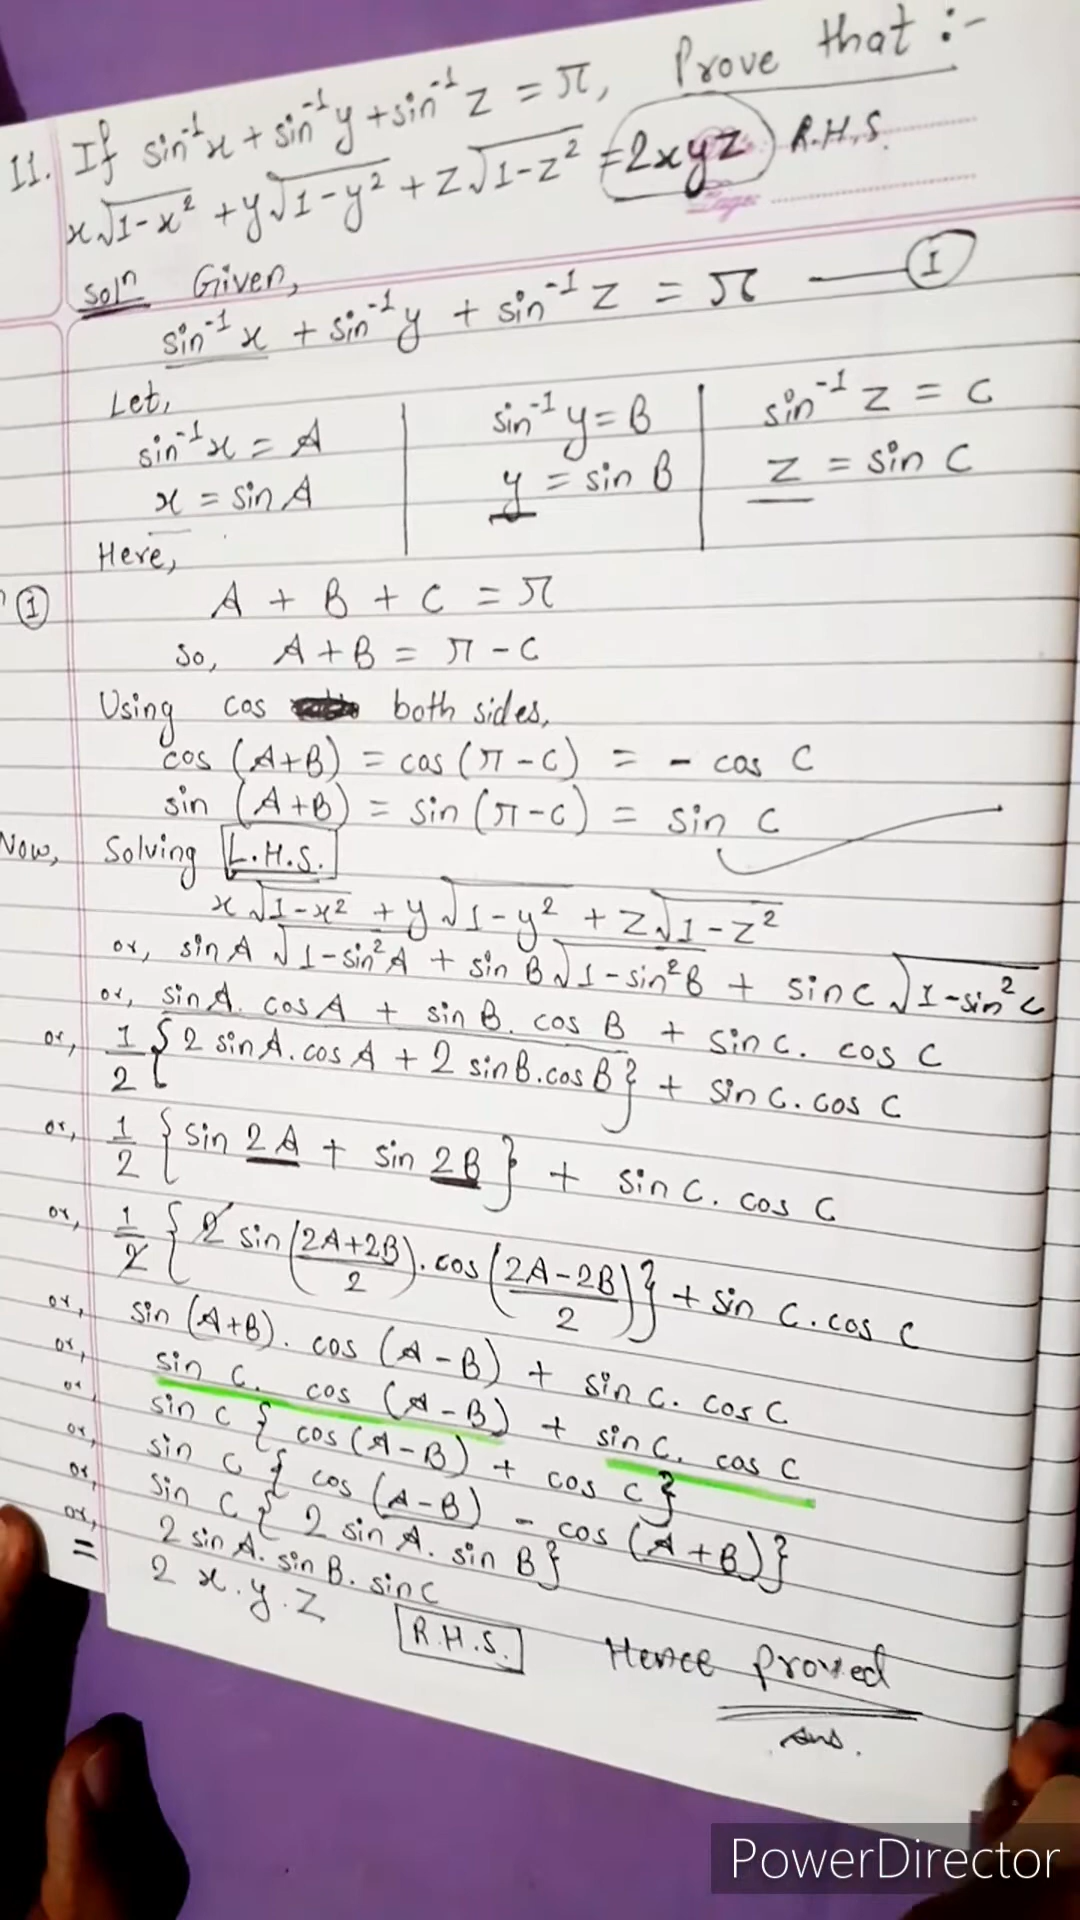 11. If sin⁻¹x + sin⁻¹y + sin⁻¹z = π, Prove that :-
x√1-x² + y√1-y² + z√1-z² = 2xyz R.H.S.
Solⁿ Given,
sin⁻¹x + sin⁻¹y + sin⁻¹z = π — I
Let,
sin⁻¹x = A | sin⁻¹y = B | sin⁻¹z = C
x = sin A | y = sin B | z = sin C
Here,
1 A + B + C = π
So, A + B = π - C
Using cos both sides,
cos (A+B) = cos (π - C) = - cos C
sin (A+B) = sin (π - C) = sin C
Now, Solving L.H.S.
x√1-x² + y√1-y² + z√1-z²
or, sin A √1-sin²A + sin B √1-sin²B + sin C √1-sin²C
or, sin A. cos A + sin B. cos B + sin C. cos C
or, 1/2 {2 sin A. cos A + 2 sin B. cos B} + sin C. cos C
or, 1/2 {sin 2A + sin 2B} + sin C. cos C
or, 1/2 {2 sin (2A+2B/2). cos (2A-2B/2)} + sin C. cos C
or, sin (A+B). cos (A-B) + sin C. cos C
or, sin C. cos (A-B) + sin C. cos C
or, sin C {cos (A-B) + cos C}
or, sin C {cos (A-B) - cos (A+B)}
or, sin C {2 sin A. sin B}
or, 2 sin A. sin B. sin C
= 2 x.y.z
R.H.S. Hence Proved
Ans.
PowerDirector